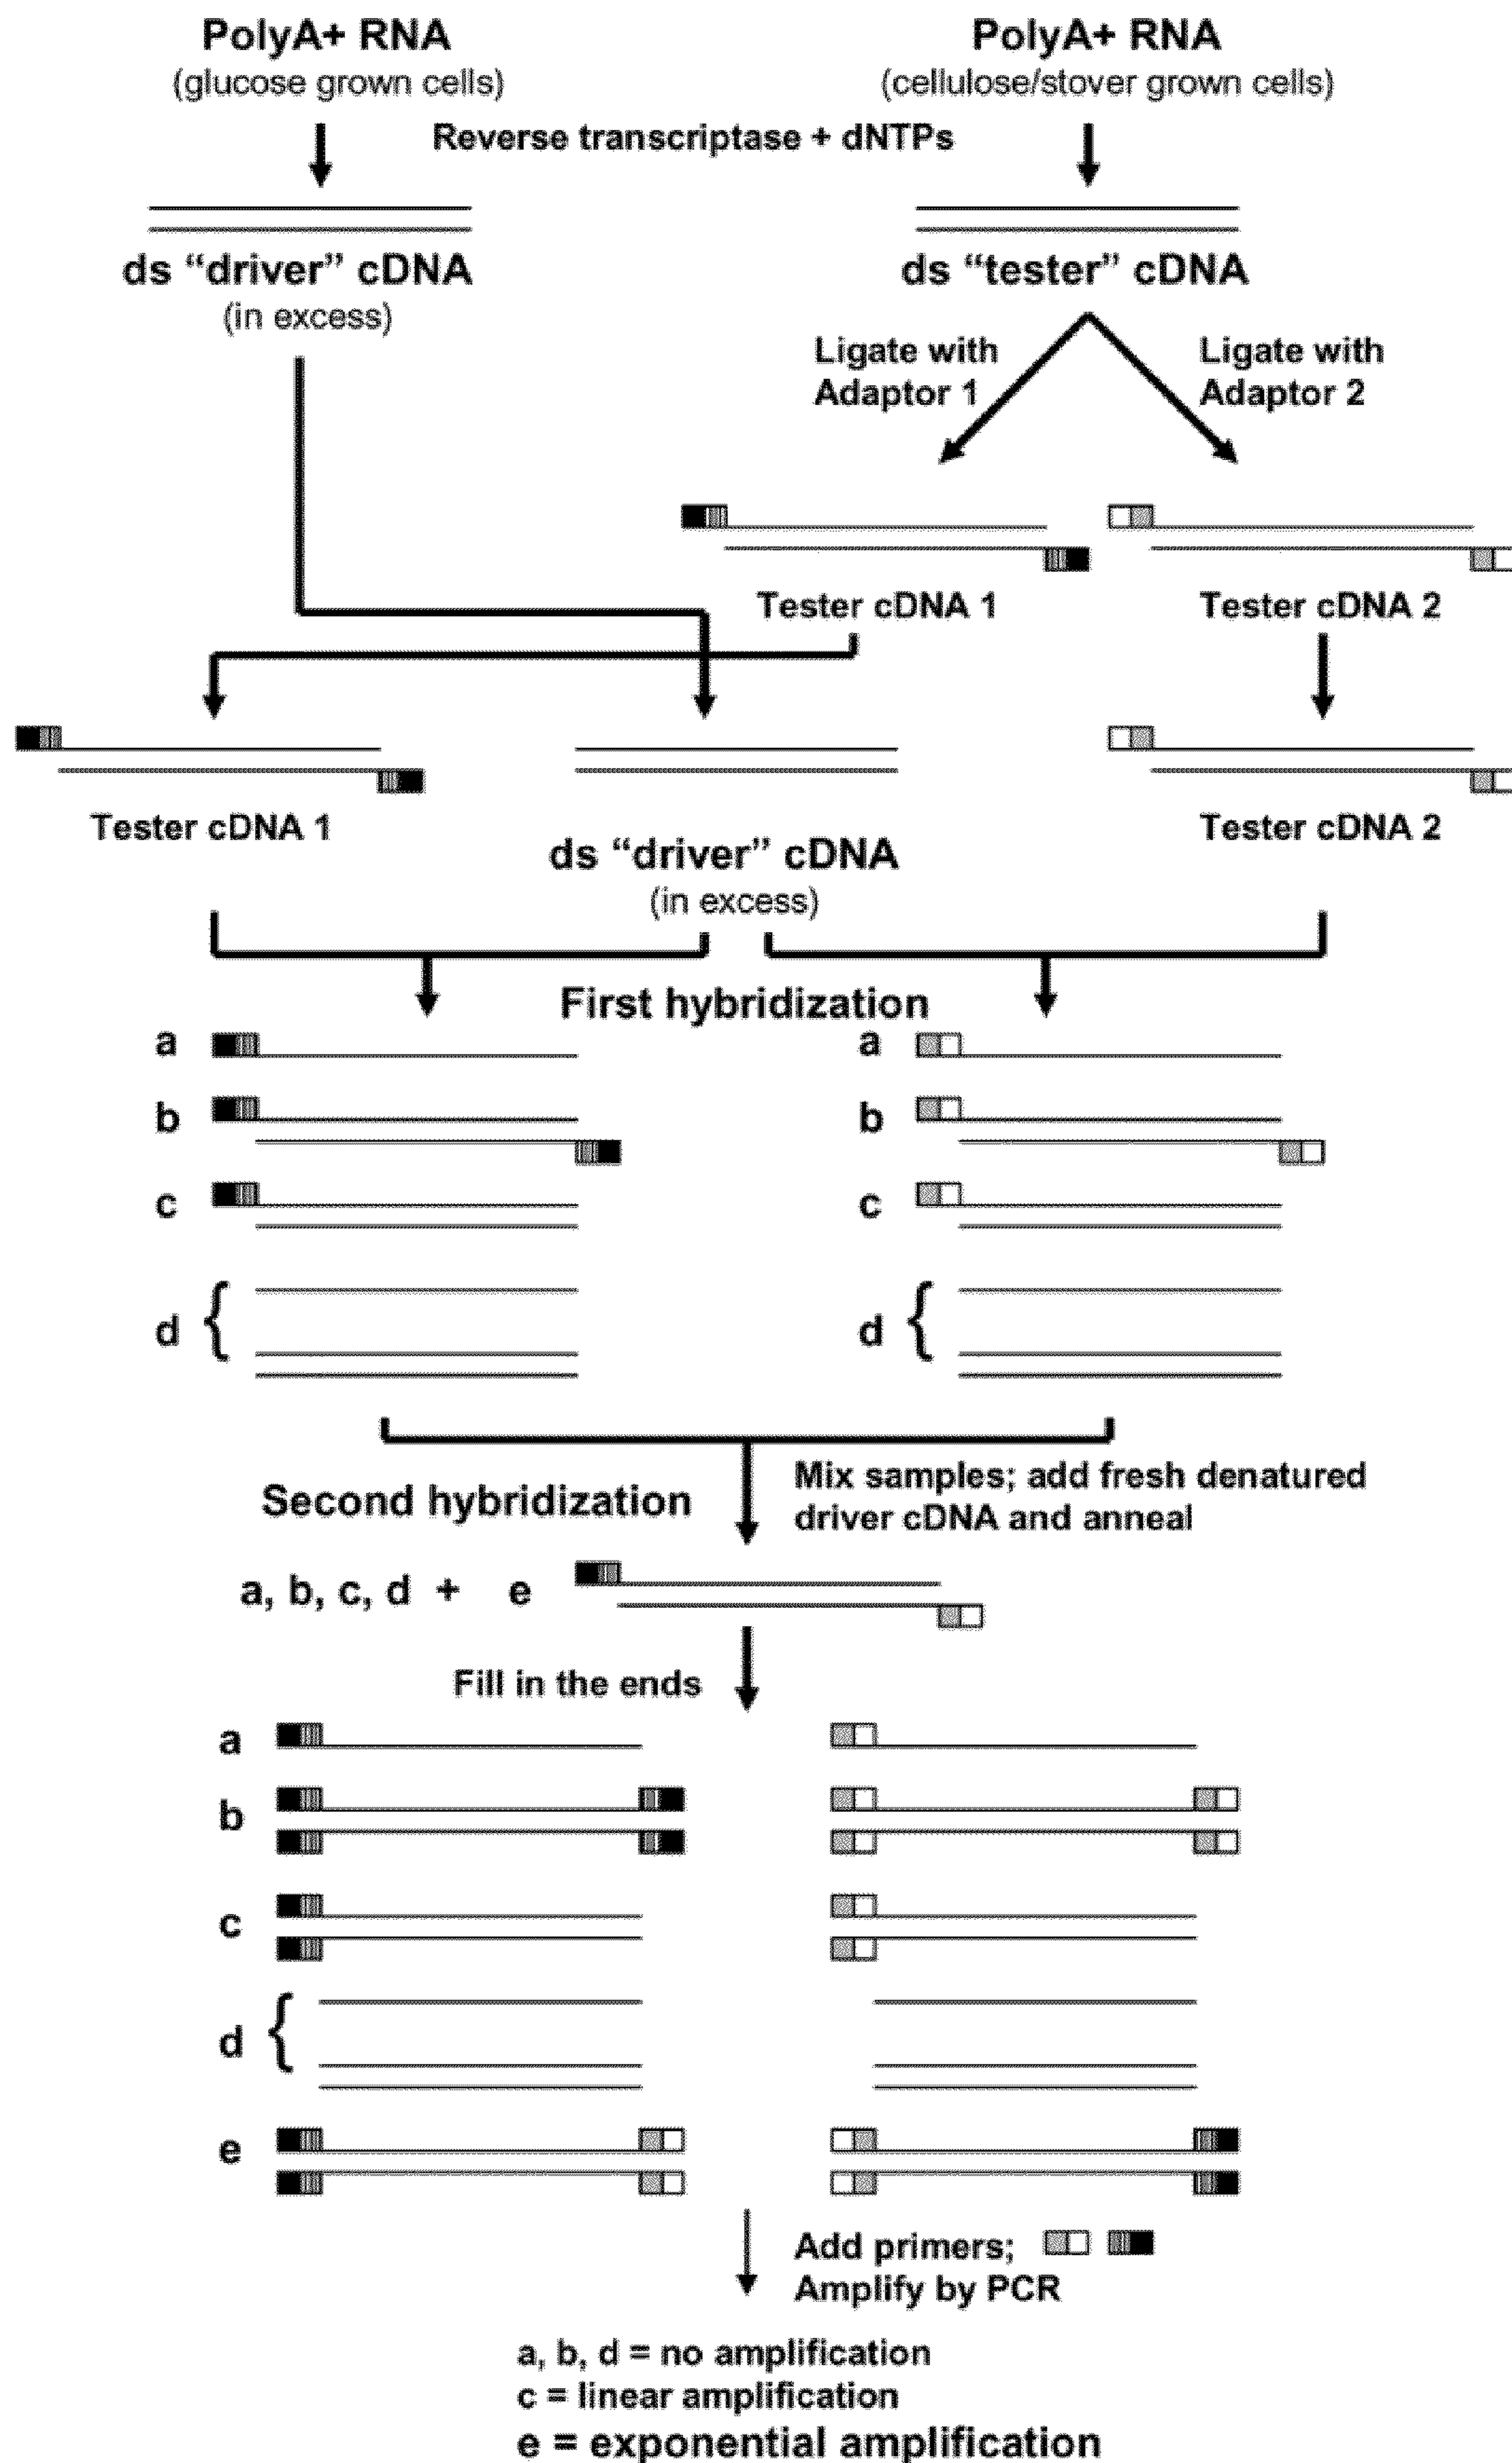 PolyA+ RNA
(glucose grown cells)
PolyA+ RNA
(cellulose/stover grown cells)
Reverse transcriptase + dNTPs
ds “driver” cDNA
(in excess)
ds “tester” cDNA
Ligate with
Adaptor 1
Ligate with
Adaptor 2
Tester cDNA 1
Tester cDNA 2
Tester cDNA 1
ds “driver” cDNA
(in excess)
Tester cDNA 2
First hybridization
a
a
b
b
c
c
d {
d {
Second hybridization
Mix samples; add fresh denatured
driver cDNA and anneal
a, b, c, d + e
Fill in the ends
a
b
c
d {
e
Add primers;
Amplify by PCR
a, b, d = no amplification
c = linear amplification
e = exponential amplification